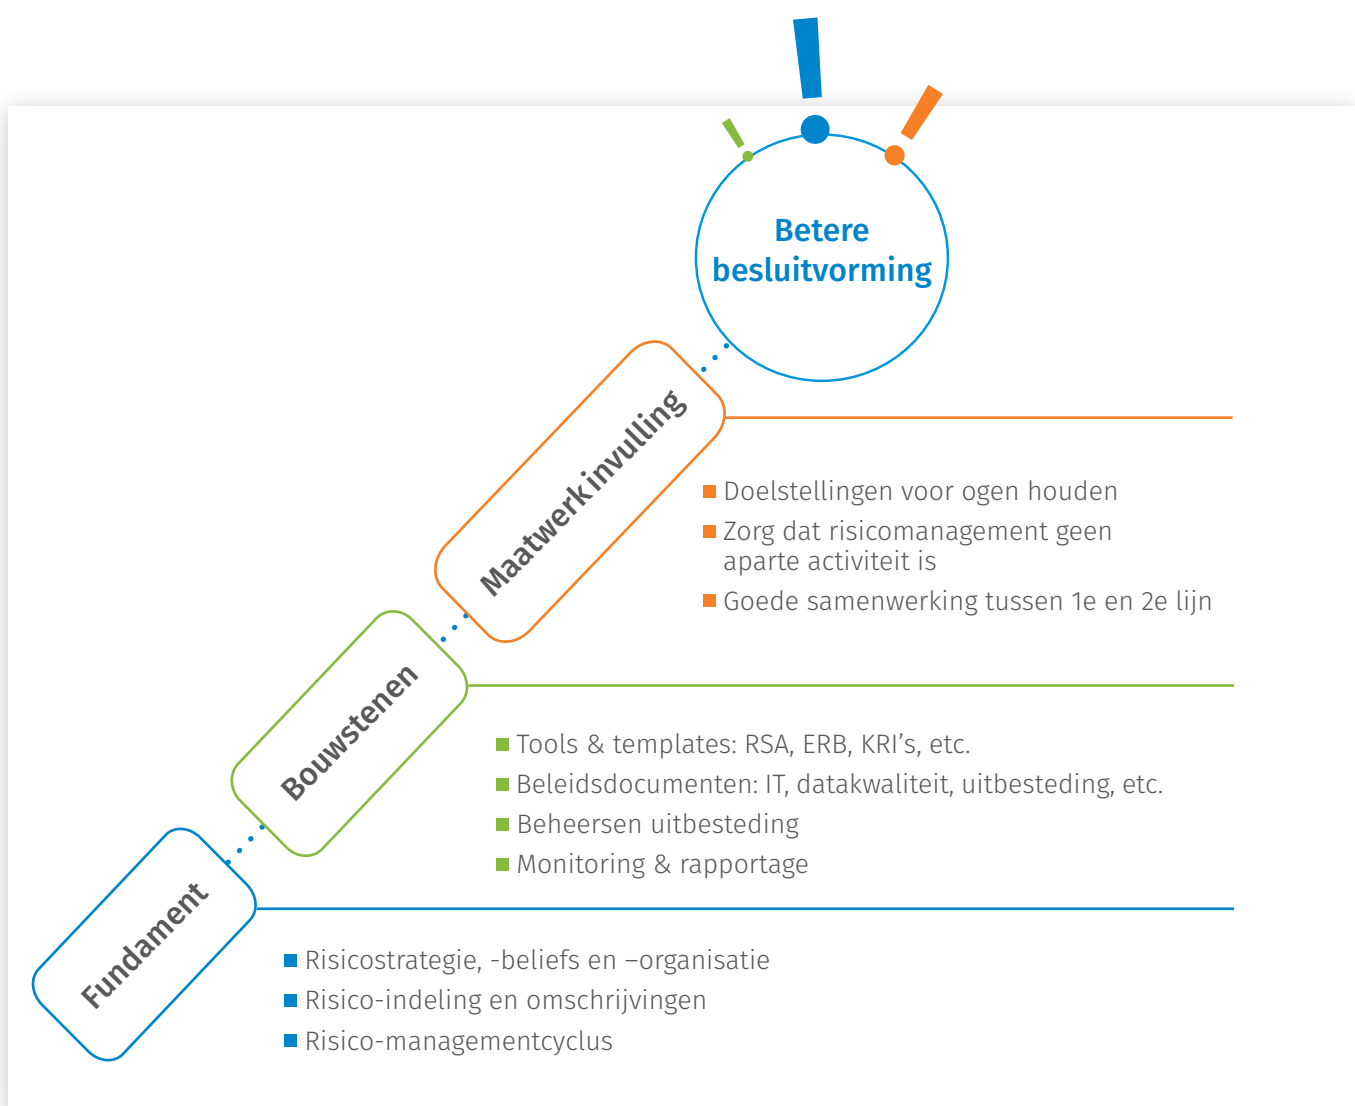 Betere
besluitvorming
Maatwerkinvulling
Doelstellingen voor ogen houden
Zorg dat risicomanagement geen
aparte activiteit is
Goede samenwerking tussen 1e en 2e lijn
Bouwstenen
Tools & templates: RSA, ERB, KRI’s, etc.
Beleidsdocumenten: IT, datakwaliteit, uitbesteding, etc.
Beheersen uitbesteding
Monitoring & rapportage
Fundament
Risicostrategie, -beliefs en –organisatie
Risico-indeling en omschrijvingen
Risico-managementcyclus